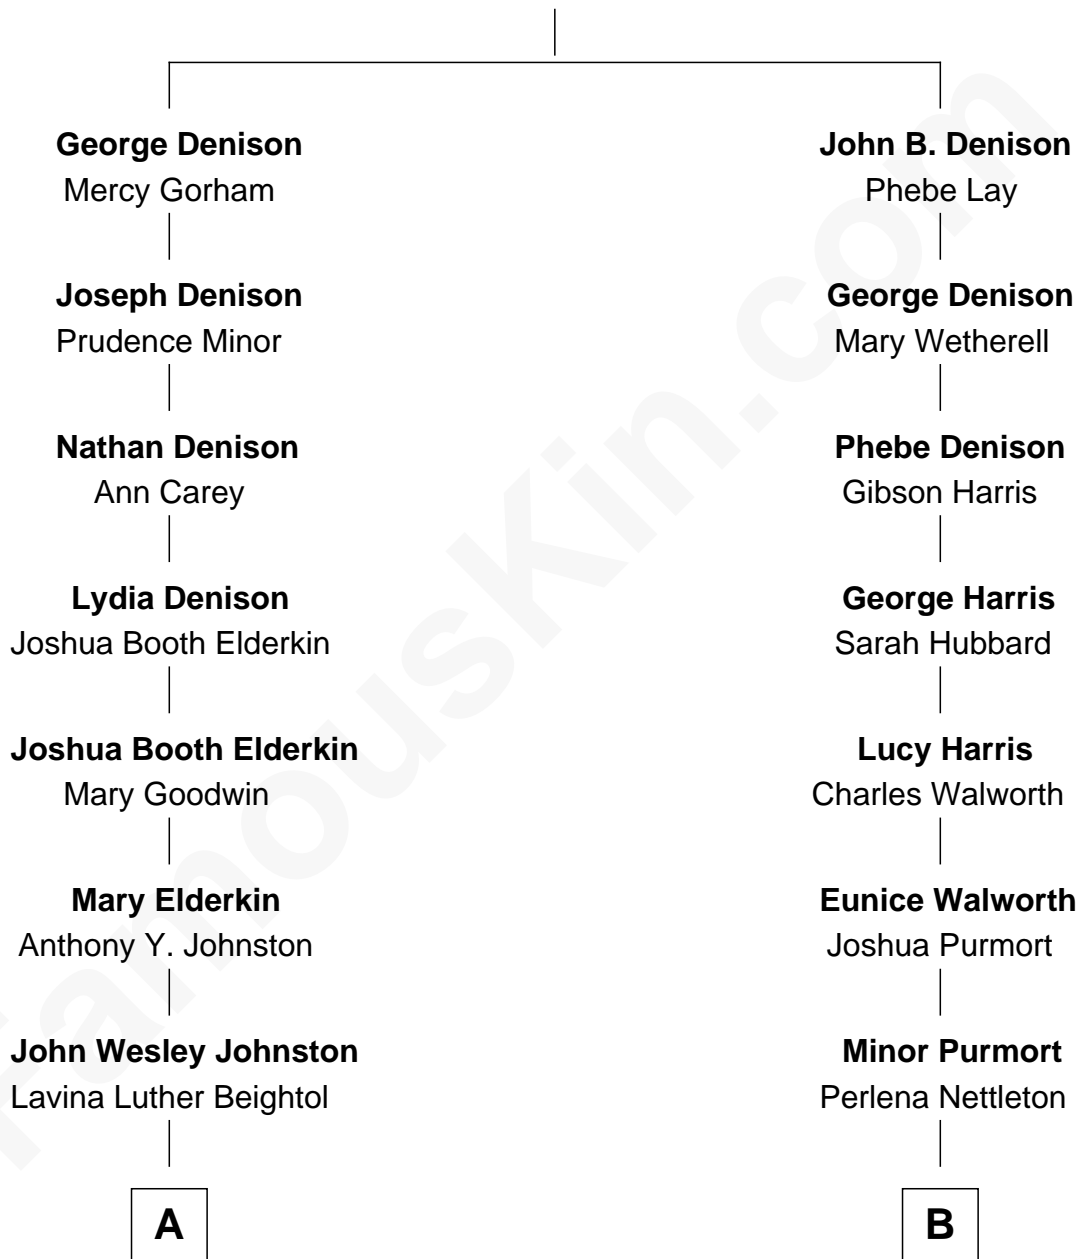 George Denison
Mercy Gorham
Joseph Denison
Prudence Minor
Nathan Denison
Ann Carey
Lydia Denison
Joshua Booth Elderkin
Joshua Booth Elderkin
Mary Goodwin
Mary Elderkin
Anthony Y. Johnston
John Wesley Johnston
Lavina Luther Beightol
A
John B. Denison
Phebe Lay
George Denison
Mary Wetherell
Phebe Denison
Gibson Harris
George Harris
Sarah Hubbard
Lucy Harris
Charles Walworth
Eunice Walworth
Joshua Purmort
Minor Purmort
Perlena Nettleton
B
FamousKin.com